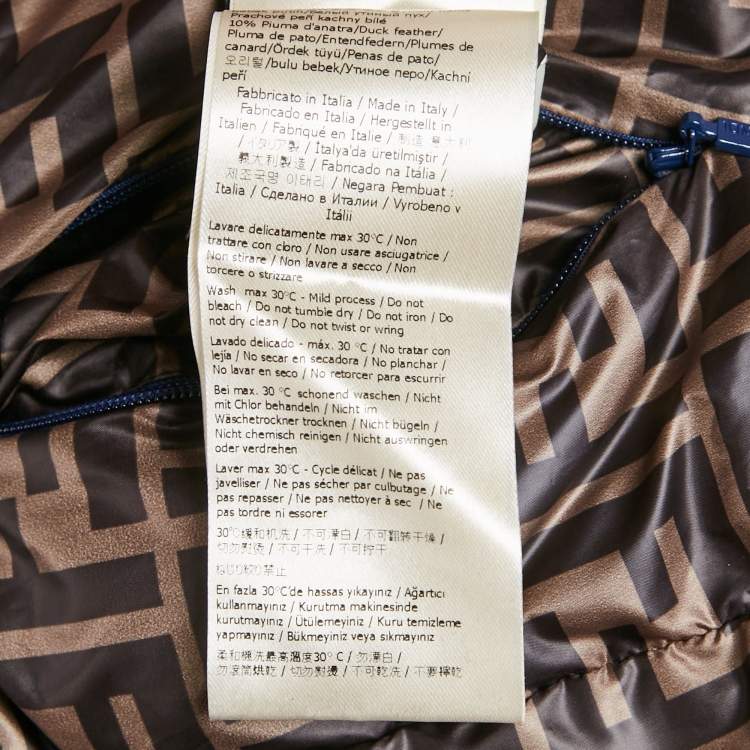 Prachové peří kachny bílé
10% Piuma d'anatra/Duck feather/
Pluma de pato/Entendfedern/Plumes de
canard/Ördek tüyü/Penas de pato/
오리털/bulu bebek/Утиное перо/Kachni
peří
Fabbricato in Italia / Made in Italy /
Fabricado en Italia / Hergestellt in
Italien / Fabriqué en Italie / 制造 意大利
/ イタリア製 / İtalya'da üretilmiştir /
義大利製造 / Fabricado na Itália /
제조국명 이태리 / Negara Pembuat :
Italia / Сделано в Италии / Vyrobeno v
Itálii
Lavare delicatamente max 30°C / Non
trattare con cloro / Non usare asciugatrice /
Non stirare / Non lavare a secco / Non
torcere o strizzare
Wash max 30°C - Mild process / Do not
bleach / Do not tumble dry / Do not iron / Do
not dry clean / Do not twist or wring
Lavado delicado - máx. 30 °C / No tratar con
lejía / No secar en secadora / No planchar /
No lavar en seco / No retorcer para escurrir
Bei max. 30 °C schonend waschen / Nicht
mit Chlor behandeln / Nicht im
Wäschetrockner trocknen / Nicht bügeln /
Nicht chemisch reinigen / Nicht auswringen
oder verdrehen
Laver max 30°C - Cycle délicat / Ne pas
javelliser / Ne pas sécher par culbutage / Ne
pas repasser / Ne pas nettoyer à sec / Ne
pas tordre ni essorer
30°C缓和机洗 / 不可漂白 / 不可翻转干燥 /
切勿熨烫 / 不可干洗 / 不可拧干
ねじり絞り禁止
En fazla 30°C'de hassas yıkayınız / Ağartıcı
kullanmayınız / Kurutma makinesinde
kurutmayınız / Ütülemeyiniz / Kuru temizleme
yapmayınız / Bükmeyiniz veya sıkmayınız
柔和機洗最高溫度30°C / 勿漂白 /
勿滾筒烘乾 / 切勿熨燙 / 不可乾洗 / 不要擰乾